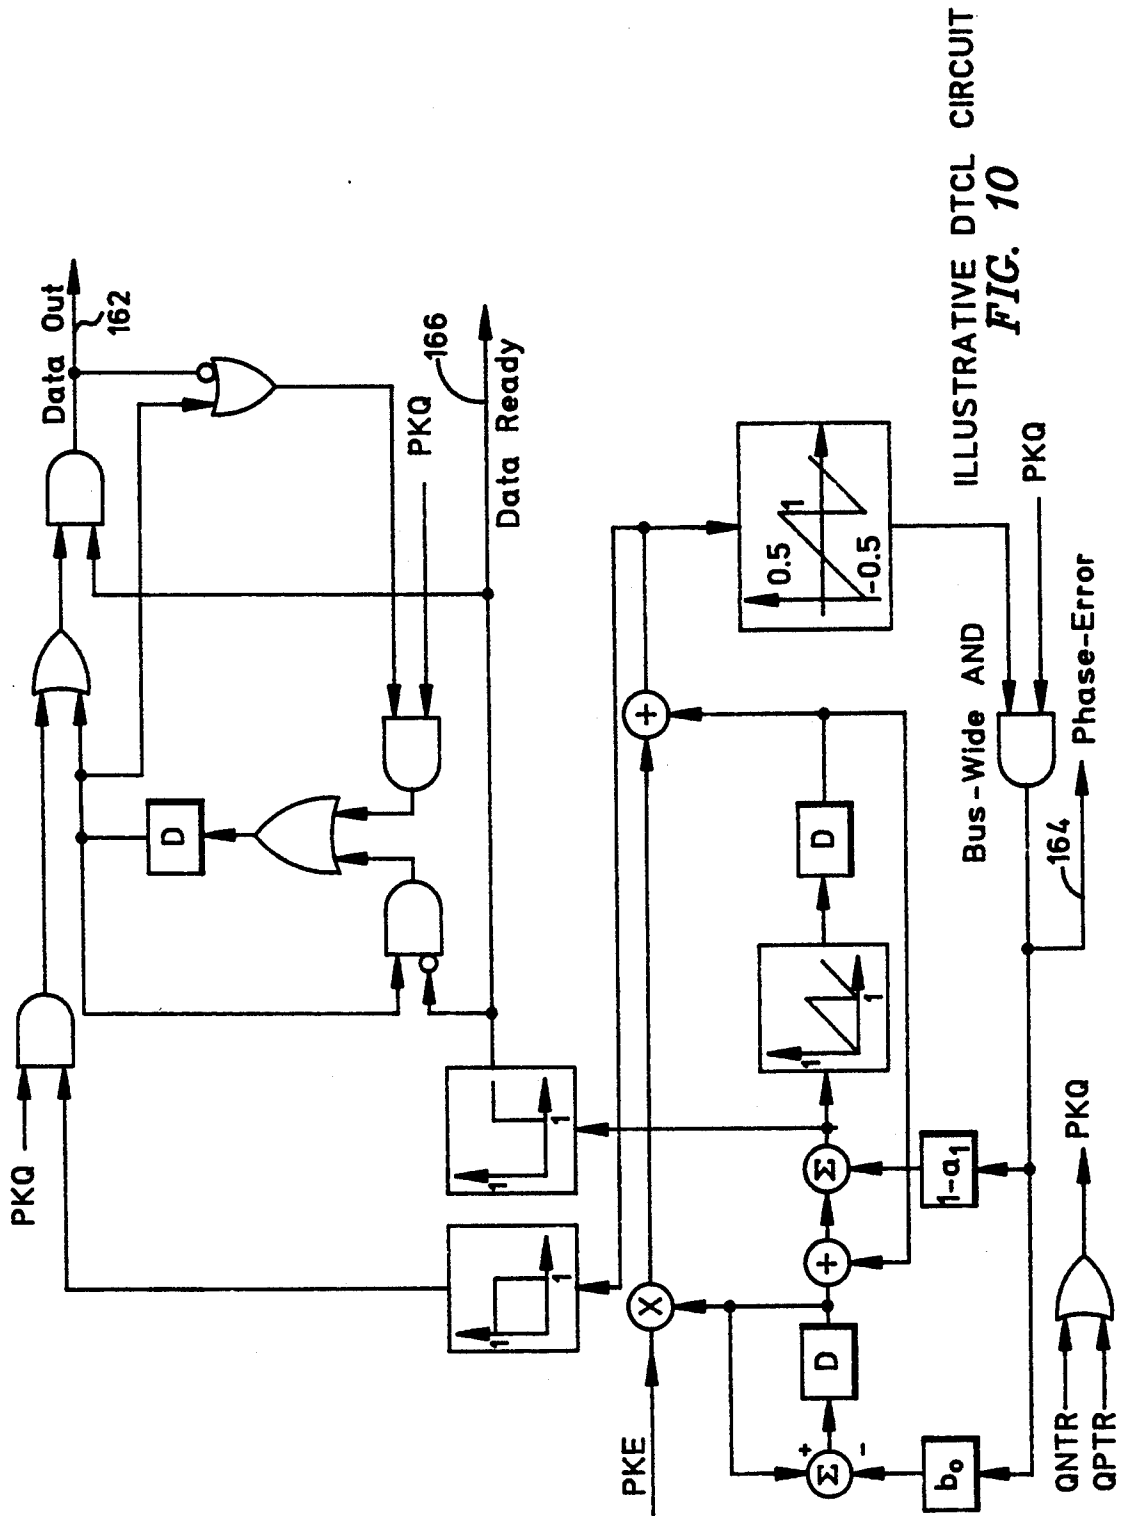 PKQ
Data Out
162
D
PKQ
166
Data Ready
1
1
1
1
PKE
X
+
0.5
1
-0.5
+
-
Σ
D
+
Σ
1
1
D
b₀
1-a₁
Bus-Wide AND
PKQ
164
Phase-Error
QNTR
QPTR
PKQ
ILLUSTRATIVE DTCL CIRCUIT
FIG. 10